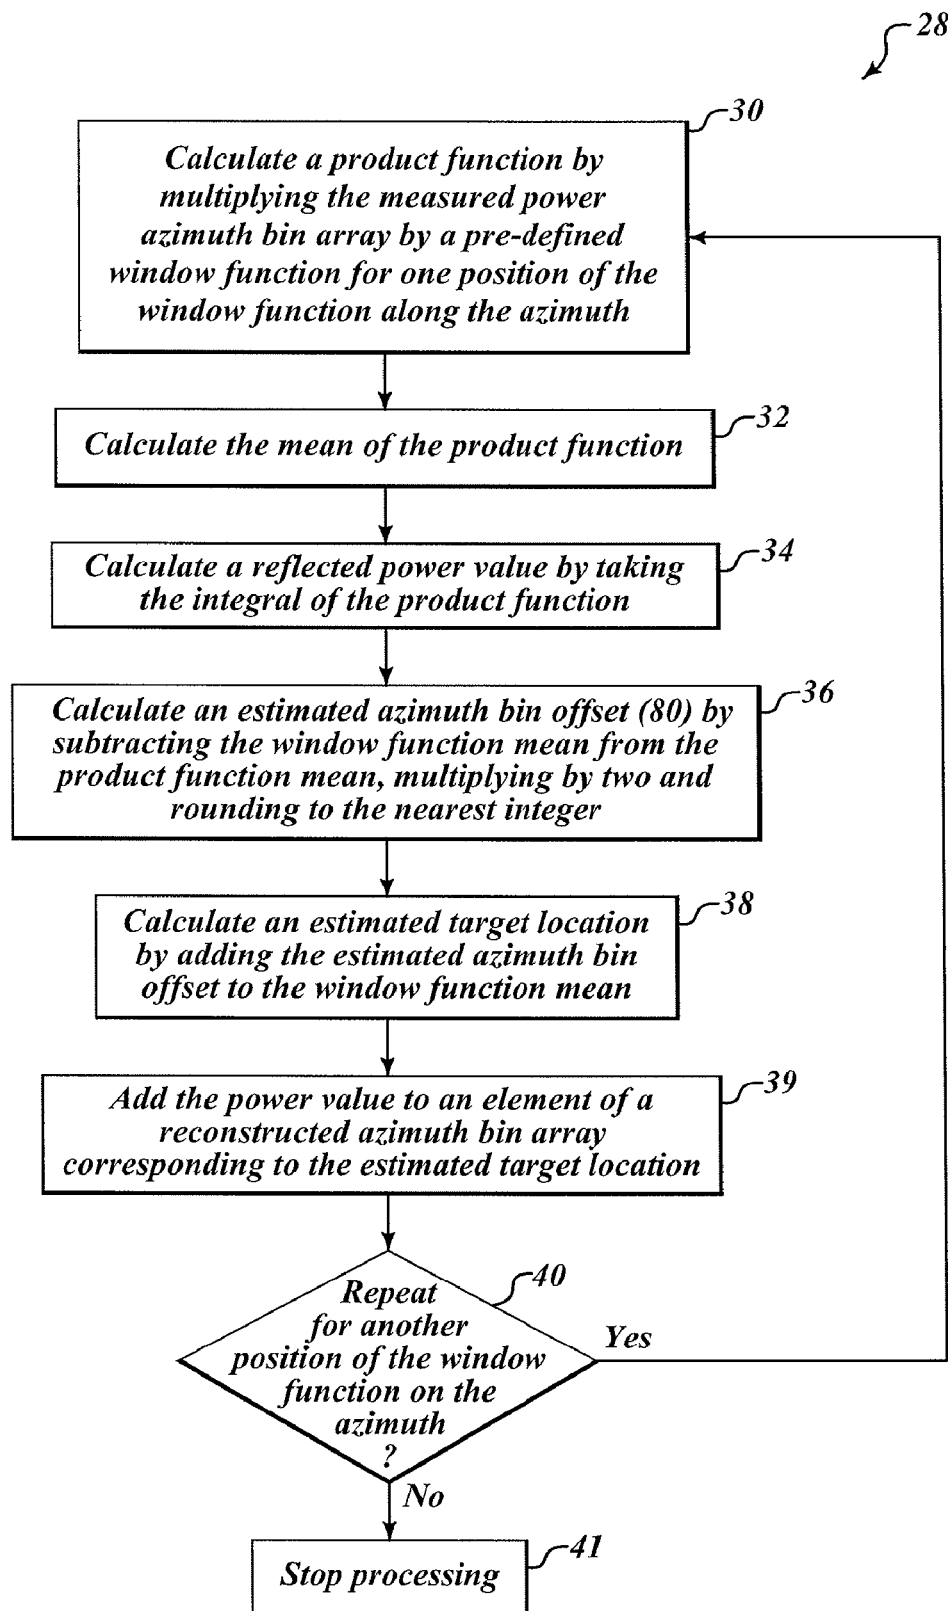 28
30
Calculate a product function by
multiplying the measured power
azimuth bin array by a pre-defined
window function for one position of the
window function along the azimuth
32
Calculate the mean of the product function
34
Calculate a reflected power value by taking
the integral of the product function
36
Calculate an estimated azimuth bin offset (80) by
subtracting the window function mean from the
product function mean, multiplying by two and
rounding to the nearest integer
38
Calculate an estimated target location
by adding the estimated azimuth bin
offset to the window function mean
39
Add the power value to an element of a
reconstructed azimuth bin array
corresponding to the estimated target location
40
Repeat
for another
position of the window
function on the
azimuth
?
Yes
No
41
Stop processing